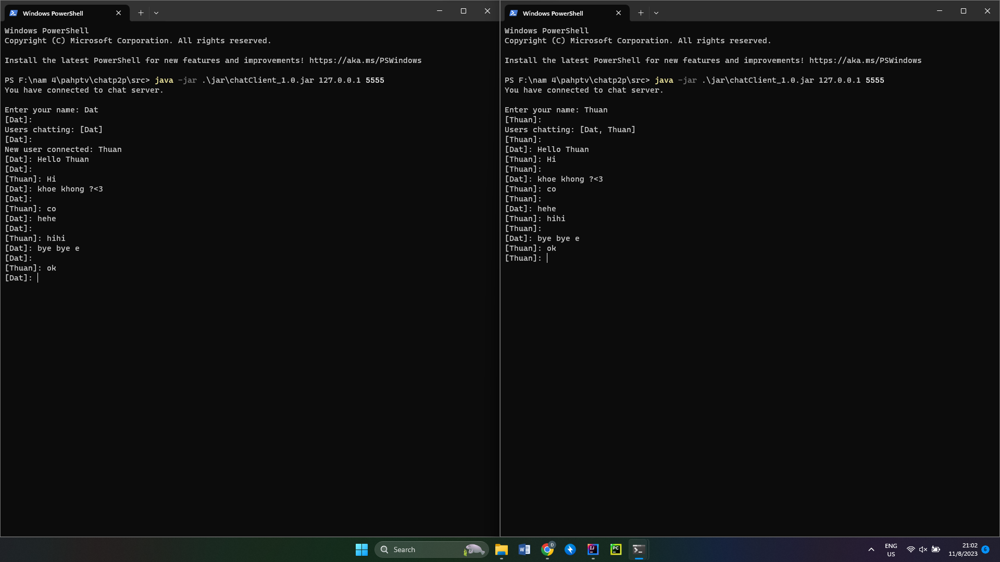 Windows PowerShell
Windows PowerShell
Copyright (C) Microsoft Corporation. All rights reserved.
Install the latest PowerShell for new features and improvements! https://aka.ms/PSWindows
PS F:\nam 4\pahptv\chatp2p\src> java -jar .\jar\chatClient_1.0.jar 127.0.0.1 5555
You have connected to chat server.
Enter your name: Dat
[Dat]:
Users chatting: [Dat]
[Dat]:
New user connected: Thuan
[Dat]: Hello Thuan
[Dat]:
[Thuan]: Hi
[Dat]: khoe khong ?<3
[Dat]:
[Thuan]: co
[Dat]: hehe
[Dat]:
[Thuan]: hihi
[Dat]: bye bye e
[Dat]:
[Thuan]: ok
[Dat]:
Windows PowerShell
Windows PowerShell
Copyright (C) Microsoft Corporation. All rights reserved.
Install the latest PowerShell for new features and improvements! https://aka.ms/PSWindows
PS F:\nam 4\pahptv\chatp2p\src> java -jar .\jar\chatClient_1.0.jar 127.0.0.1 5555
You have connected to chat server.
Enter your name: Thuan
[Thuan]:
Users chatting: [Dat, Thuan]
[Thuan]:
[Dat]: Hello Thuan
[Thuan]: Hi
[Thuan]:
[Dat]: khoe khong ?<3
[Thuan]: co
[Thuan]:
[Dat]: hehe
[Thuan]: hihi
[Thuan]:
[Dat]: bye bye e
[Thuan]: ok
[Thuan]:
Search
W
Đ
IJ
PC
ENG
US
21:02
11/8/2023
6